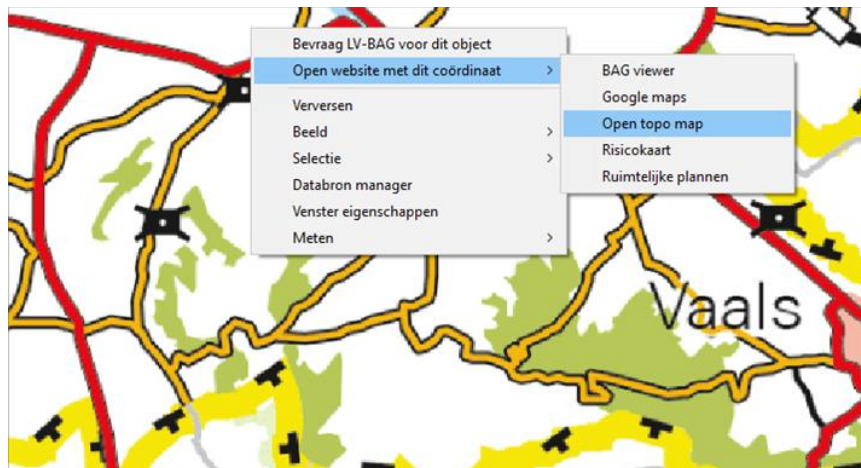 Bevraag LV-BAG voor dit object
Open website met dit coördinaat
Verversen
Beeld
Selectie
Databron manager
Venster eigenschappen
Meten
BAG viewer
Google maps
Open topo map
Risicokaart
Ruimtelijke plannen
Vaals